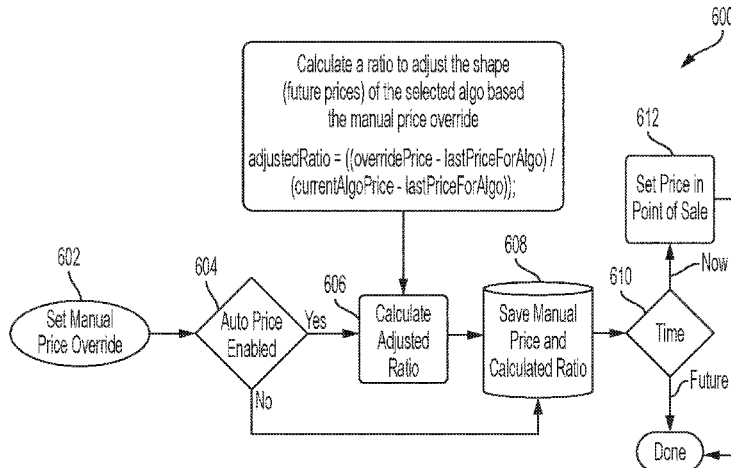 600
Calculate a ratio to adjust the shape
(future prices) of the selected algo based
the manual price override
adjustedRatio = ((overridePrice - lastPriceForAlgo) /
(currentAlgoPrice - lastPriceForAlgo));
612
Set Price in
Point of Sale
602
Set Manual
Price Override
604
Auto Price
Enabled
Yes
No
606
Calculate
Adjusted
Ratio
608
Save Manual
Price and
Calculated Ratio
610
Time
Now
Future
Done